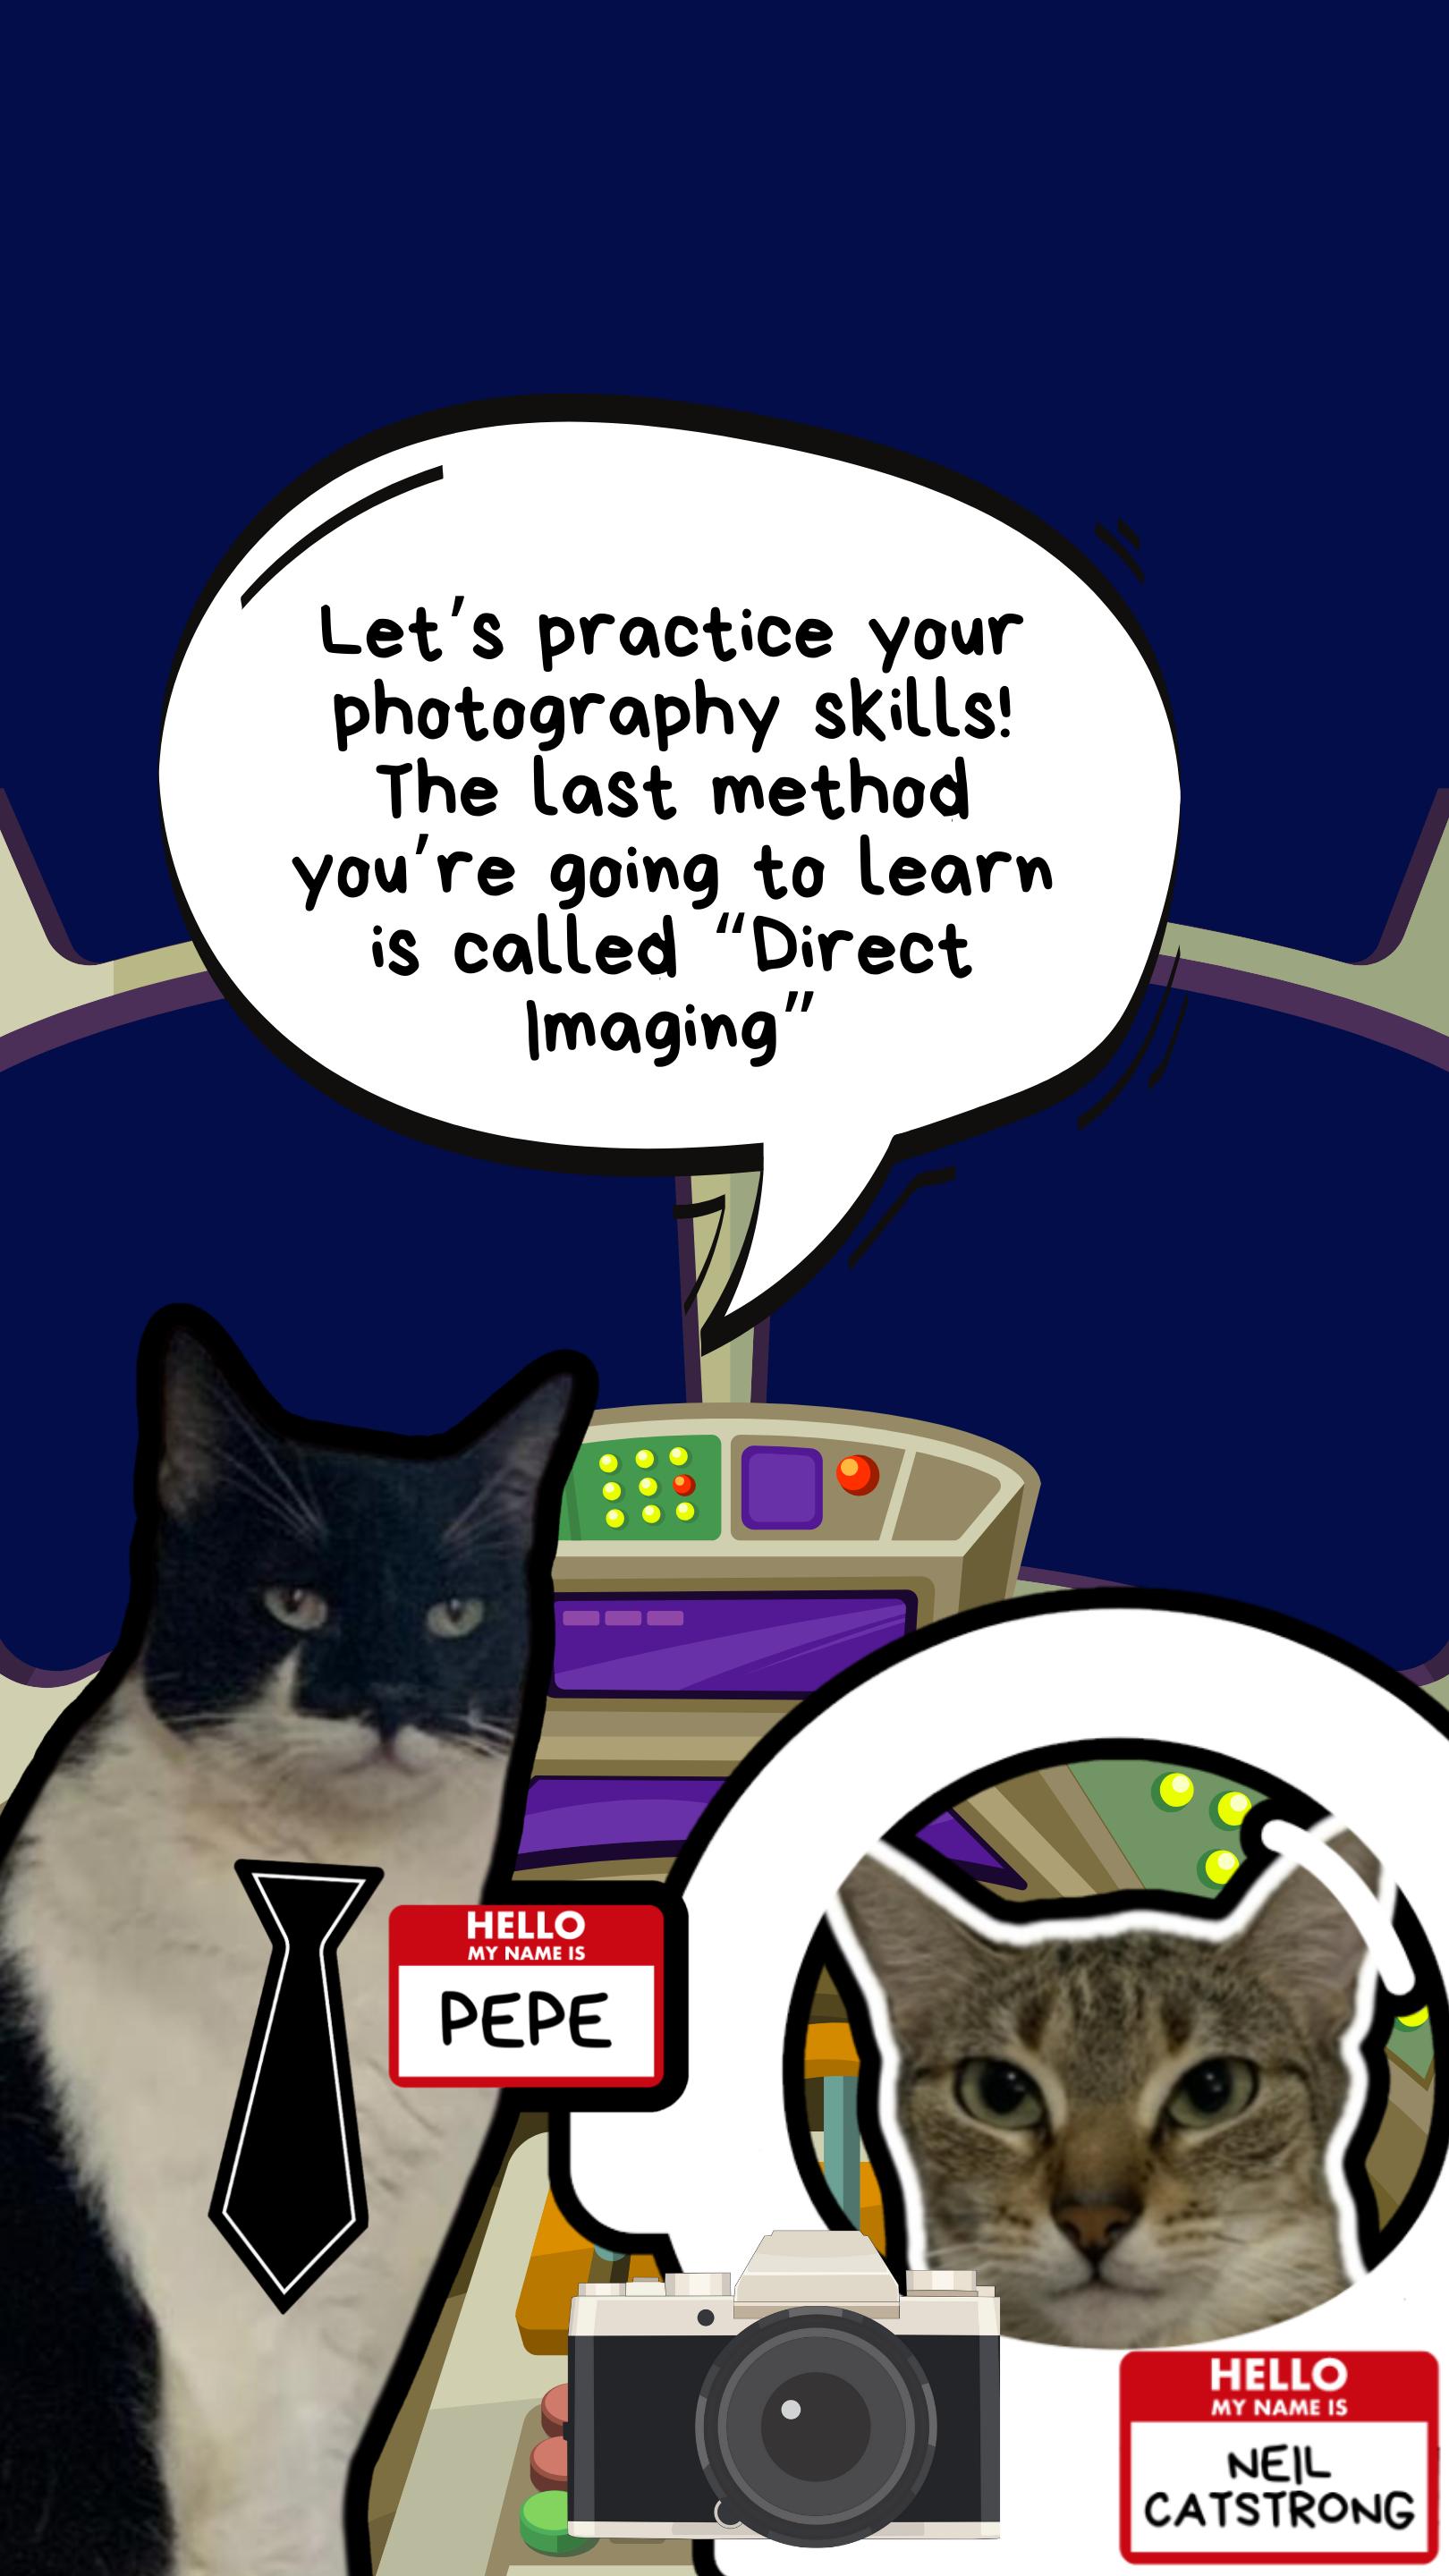 Let's practice your
photography skills!
The last method
you're going to learn
is called “Direct
Imaging”
HELLO
MY NAME IS
PEPE
HELLO
MY NAME IS
NEIL
CATSTRONG